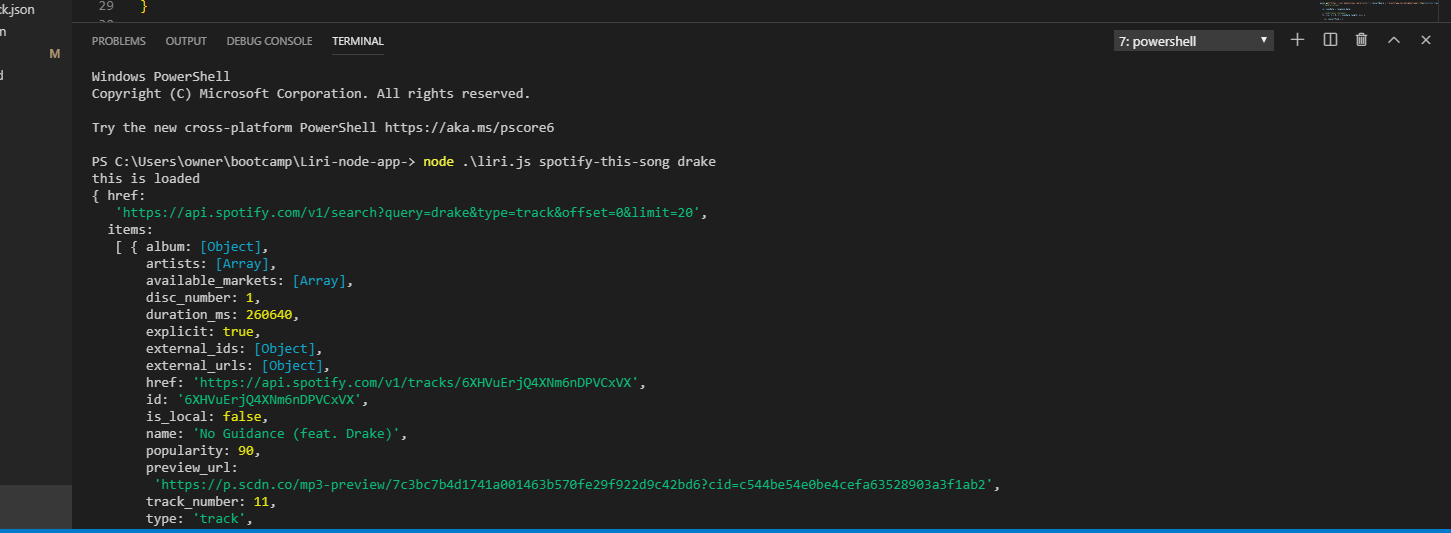 ck.json
29 }
n
M
d
PROBLEMS OUTPUT DEBUG CONSOLE TERMINAL 7: powershell
Windows PowerShell
Copyright (C) Microsoft Corporation. All rights reserved.
Try the new cross-platform PowerShell https://aka.ms/pscore6
PS C:\Users\owner\bootcamp\Liri-node-app-> node .\liri.js spotify-this-song drake
this is loaded
{ href:
'https://api.spotify.com/v1/search?query=drake&type=track&offset=0&limit=20',
items:
[ { album: [Object],
artists: [Array],
available_markets: [Array],
disc_number: 1,
duration_ms: 260640,
explicit: true,
external_ids: [Object],
external_urls: [Object],
href: 'https://api.spotify.com/v1/tracks/6XHVuErjQ4XNm6nDPVCxVX',
id: '6XHVuErjQ4XNm6nDPVCxVX',
is_local: false,
name: 'No Guidance (feat. Drake)',
popularity: 90,
preview_url:
'https://p.scdn.co/mp3-preview/7c3bc7b4d1741a001463b570fe29f922d9c42bd6?cid=c544be54e0be4cefa63528903a3f1ab2',
track_number: 11,
type: 'track',